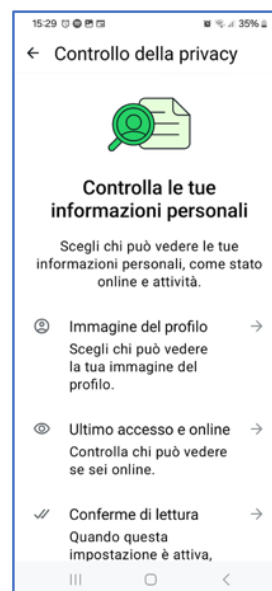 15:29 35%
Controllo della privacy
Controlla le tue
informazioni personali
Scegli chi può vedere le tue
informazioni personali, come stato
online e attività.
Immagine del profilo
Scegli chi può vedere
la tua immagine del
profilo.
Ultimo accesso e online
Controlla chi può vedere
se sei online.
Conferme di lettura
Quando questa
impostazione è attiva,